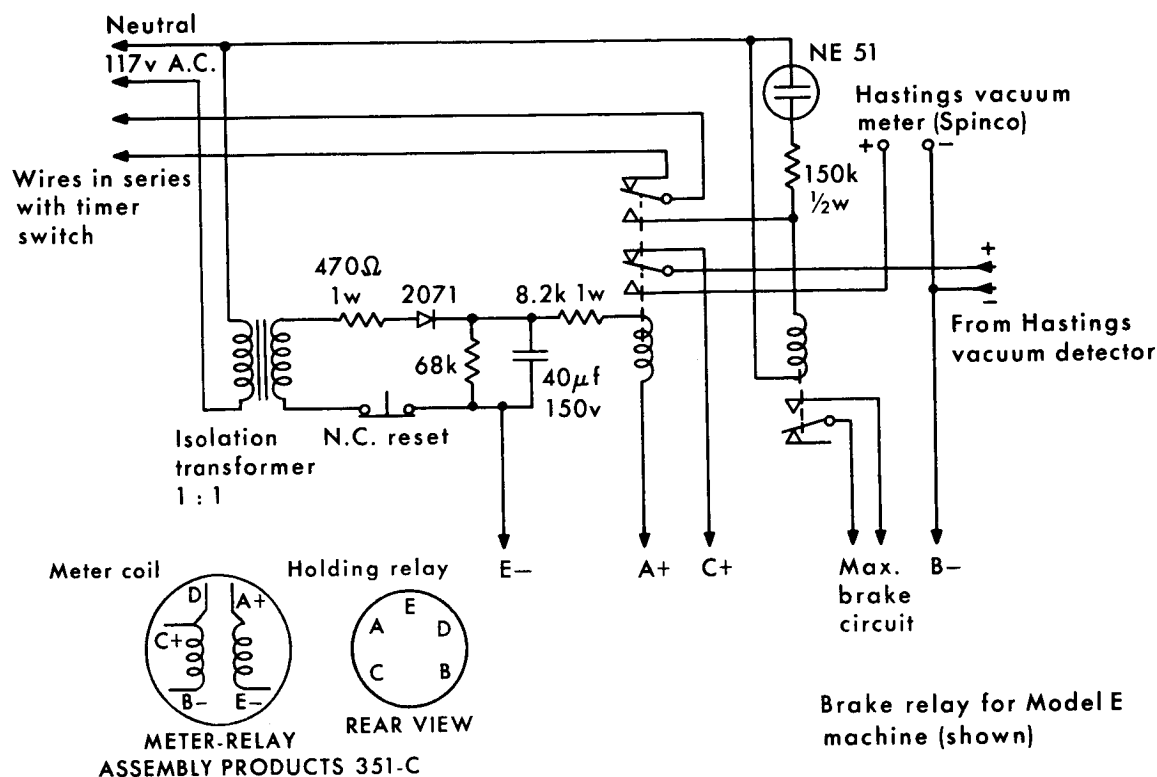 Neutral
117v A.C.
NE 51
Hastings vacuum
meter (Spinco)
+ -
Wires in series
with timer
switch
150k
½w
470Ω
1w
2071
8.2k 1w
+
-
From Hastings
vacuum detector
68k
40μf
150v
Isolation
transformer
1 : 1
N.C. reset
E-
A+
C+
Max.
brake
circuit
B-
Meter coil
Holding relay
D
A+
C+
B-
E-
E
A
D
C
B
REAR VIEW
METER-RELAY
ASSEMBLY PRODUCTS 351-C
Brake relay for Model E
machine (shown)